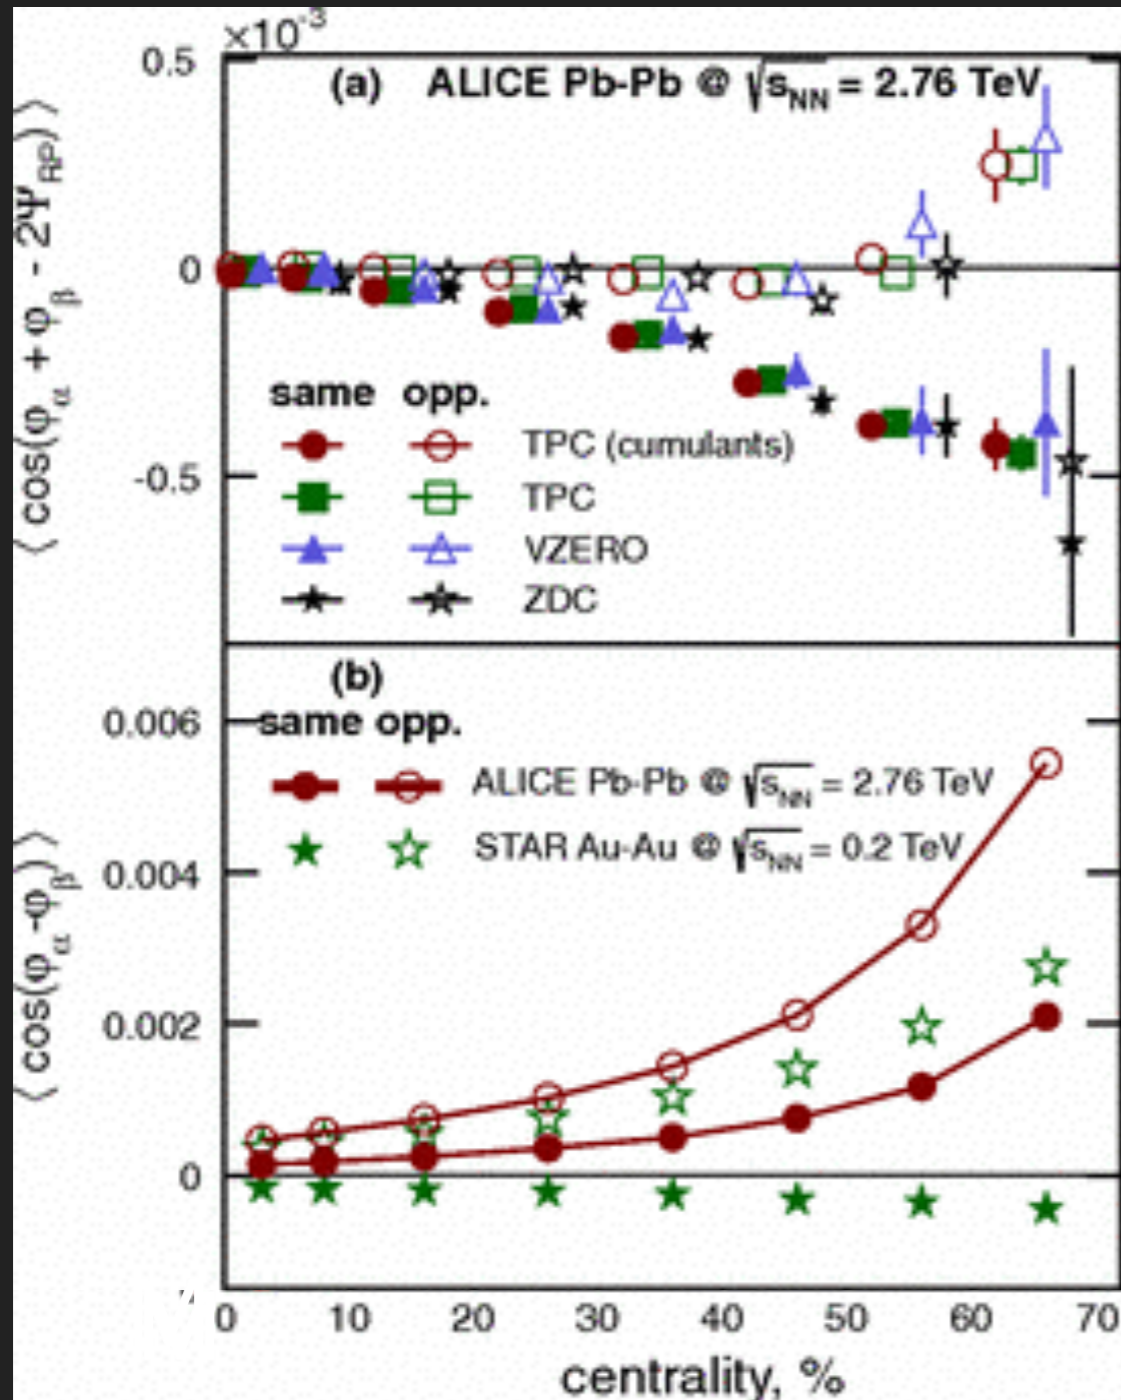 ×10⁻³
0.5
(a) ALICE Pb-Pb @ √sNN = 2.76 TeV
⟨ cos(φα + φβ - 2ΨRP) ⟩
0
-0.5
same opp.
TPC (cumulants)
TPC
VZERO
ZDC
(b)
same opp.
0.006
ALICE Pb-Pb @ √sNN = 2.76 TeV
STAR Au-Au @ √sNN = 0.2 TeV
⟨ cos(φα-φβ) ⟩
0.004
0.002
0
0 10 20 30 40 50 60 70
centrality, %